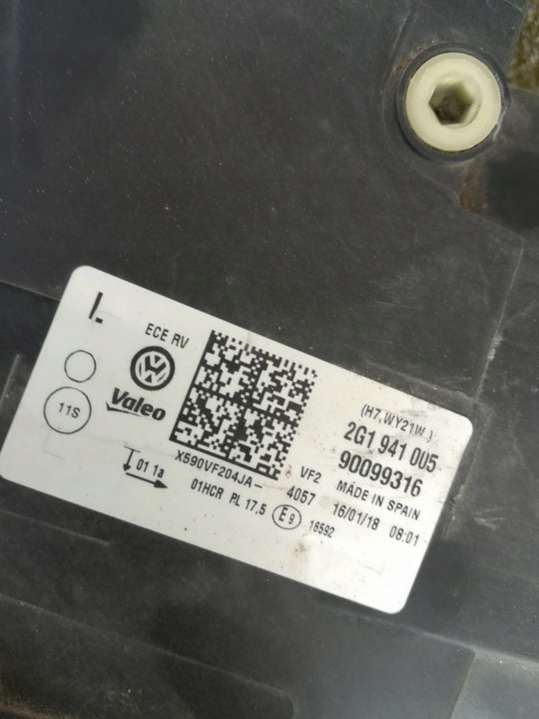 L
ECE RV
11S
Valeo
(H7.WY21W.)
2G1 941 005
90099316
MADE IN SPAIN
16/01/18 08:01
X590VF204JA-
VF2
4057
01 1a
01HCR PL 17.5
E9
18592